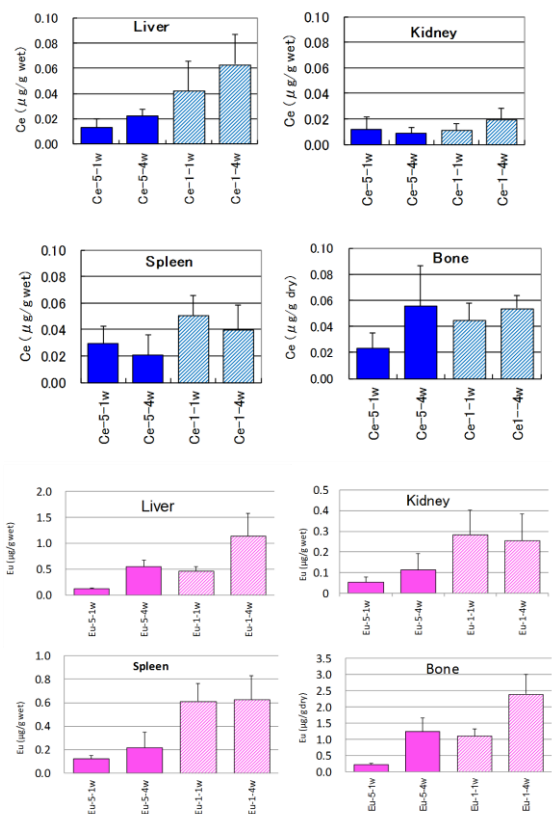 Liver
Ce (μg/g wet)
0.10
0.08
0.06
0.04
0.02
0.00
Ce-5-1w
Ce-5-4w
Ce-1-1w
Ce-1-4w
Kidney
Ce (μg/g wet)
0.10
0.08
0.06
0.04
0.02
0.00
Ce-5-1w
Ce-5-4w
Ce-1-1w
Ce-1-4w
Spleen
Ce (μg/g wet)
0.10
0.08
0.06
0.04
0.02
0.00
Ce-5-1w
Ce-5-4w
Ce-1-1w
Ce-1-4w
Bone
Ce (μg/g dry)
0.10
0.08
0.06
0.04
0.02
0.00
Ce-5-1w
Ce-5-4w
Ce-1-1w
Ce1--4w
Liver
Eu (μg/gwet)
2.0
1.5
1.0
0.5
0.0
Eu-5-1w
Eu-5-4w
Eu-1-1w
Eu-1-4w
Kidney
Eu (μg/gwet)
0.5
0.4
0.3
0.2
0.1
0
Eu-5-1w
Eu-5-4w
Eu-1-1w
Eu-1-4w
Spleen
Eu (μg/gwet)
1.0
0.8
0.6
0.4
0.2
0.0
Eu-5-1w
Eu-5-4w
Eu-1-1w
Eu-1-4w
Bone
Eu (μg/gdry)
3.5
3.0
2.5
2.0
1.5
1.0
0.5
0.0
Eu-5-1w
Eu-5-4w
Eu-1-1w
Eu-1-4w